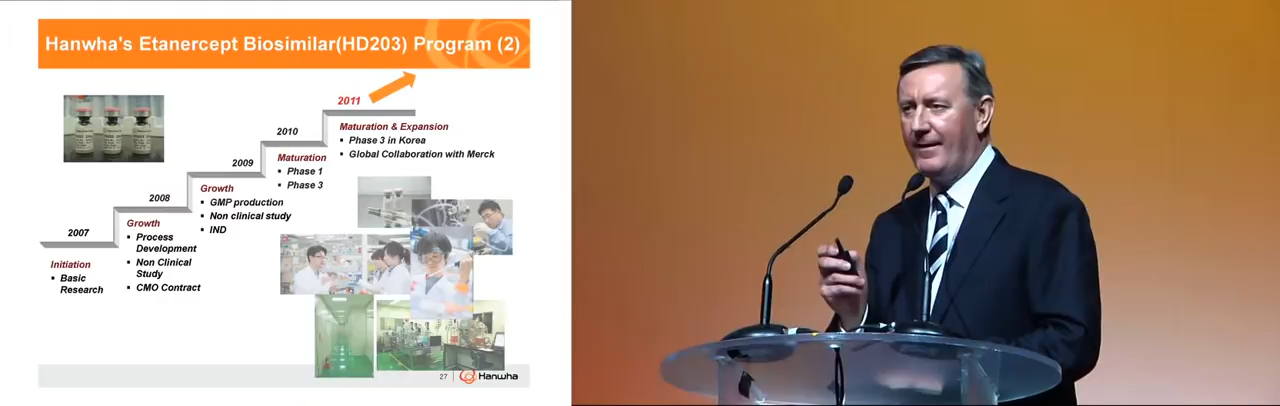 Hanwha's Etanercept Biosimilar(HD203) Program (2)
2011
Maturation & Expansion
▪ Phase 3 in Korea
▪ Global Collaboration with Merck
2010
Maturation
▪ Phase 1
▪ Phase 3
2009
Growth
▪ GMP production
▪ Non clinical study
▪ IND
2008
Growth
▪ Process
Development
▪ Non Clinical
Study
▪ CMO Contract
2007
Initiation
▪ Basic
Research
27
Hanwha